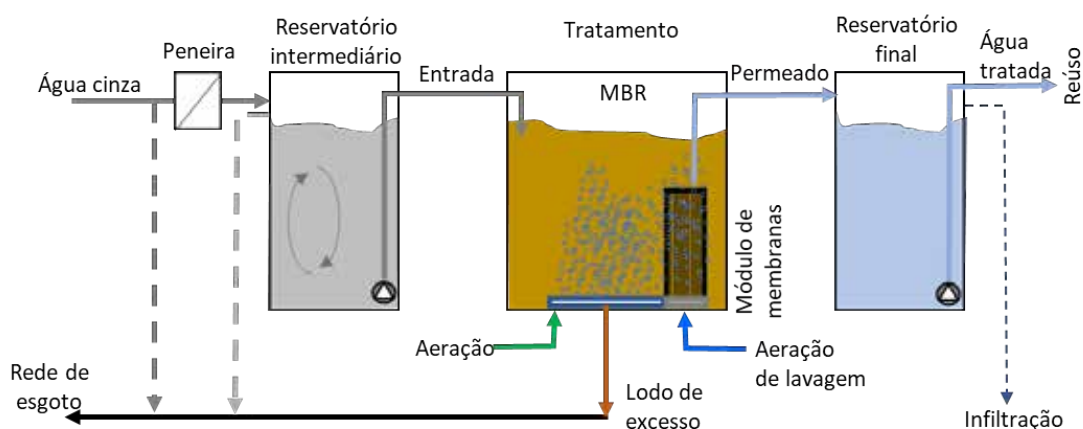 Água cinza
Peneira
Reservatório
intermediário
Entrada
Tratamento
MBR
Permeado
Reservatório
final
Água
tratada
Reúso
Módulo de
membranas
Aeração
Aeração
de lavagem
Rede de
esgoto
Lodo de
excesso
Infiltração